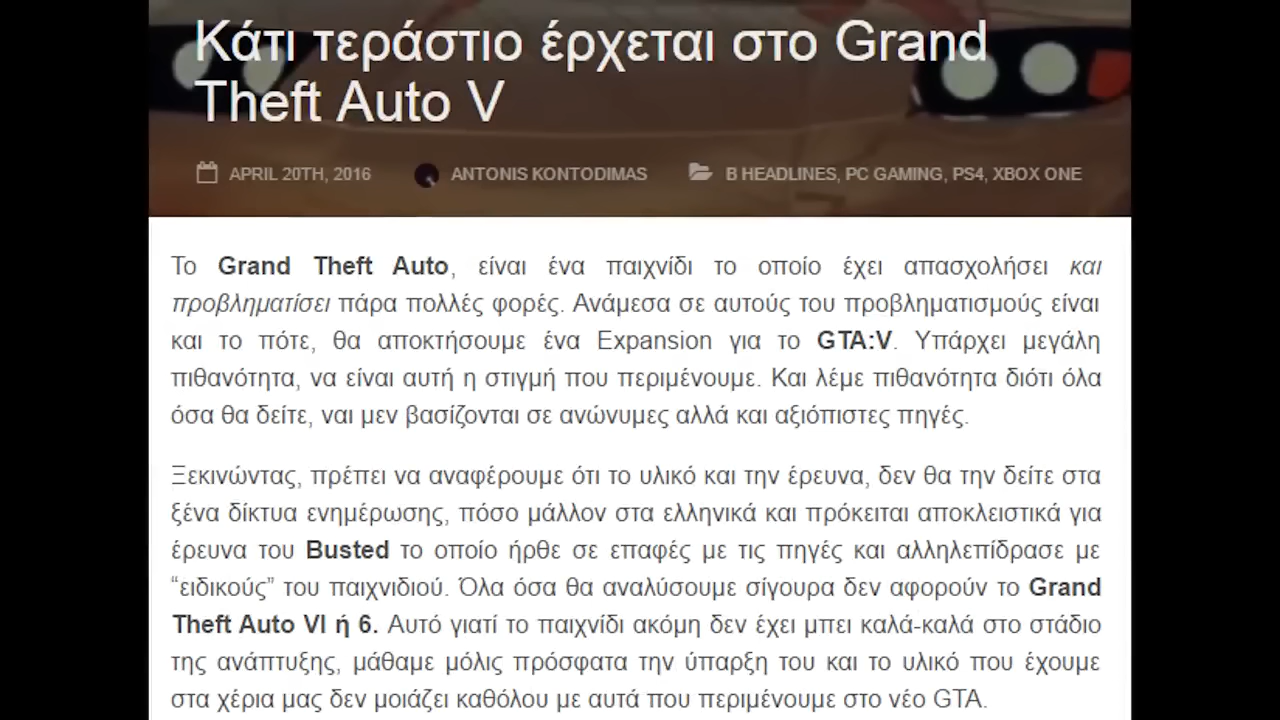 Κάτι τεράστιο έρχεται στο Grand
Theft Auto V
APRIL 20TH, 2016 ANTONIS KONTODIMAS B HEADLINES, PC GAMING, PS4, XBOX ONE
Το Grand Theft Auto, είναι ένα παιχνίδι το οποίο έχει απασχολήσει και
προβληματίσει πάρα πολλές φορές. Ανάμεσα σε αυτούς του προβληματισμούς είναι
και το πότε, θα αποκτήσουμε ένα Expansion για το GTA:V. Υπάρχει μεγάλη
πιθανότητα, να είναι αυτή η στιγμή που περιμένουμε. Και λέμε πιθανότητα διότι όλα
όσα θα δείτε, ναι μεν βασίζονται σε ανώνυμες αλλά και αξιόπιστες πηγές.
Ξεκινώντας, πρέπει να αναφέρουμε ότι το υλικό και την έρευνα, δεν θα την δείτε στα
ξένα δίκτυα ενημέρωσης, πόσο μάλλον στα ελληνικά και πρόκειται αποκλειστικά για
έρευνα του Busted το οποίο ήρθε σε επαφές με τις πηγές και αλληλεπίδρασε με
“ειδικούς” του παιχνιδιού. Όλα όσα θα αναλύσουμε σίγουρα δεν αφορούν το Grand
Theft Auto VI ή 6. Αυτό γιατί το παιχνίδι ακόμη δεν έχει μπει καλά-καλά στο στάδιο
της ανάπτυξης, μάθαμε μόλις πρόσφατα την ύπαρξη του και το υλικό που έχουμε
στα χέρια μας δεν μοιάζει καθόλου με αυτά που περιμένουμε στο νέο GTA.